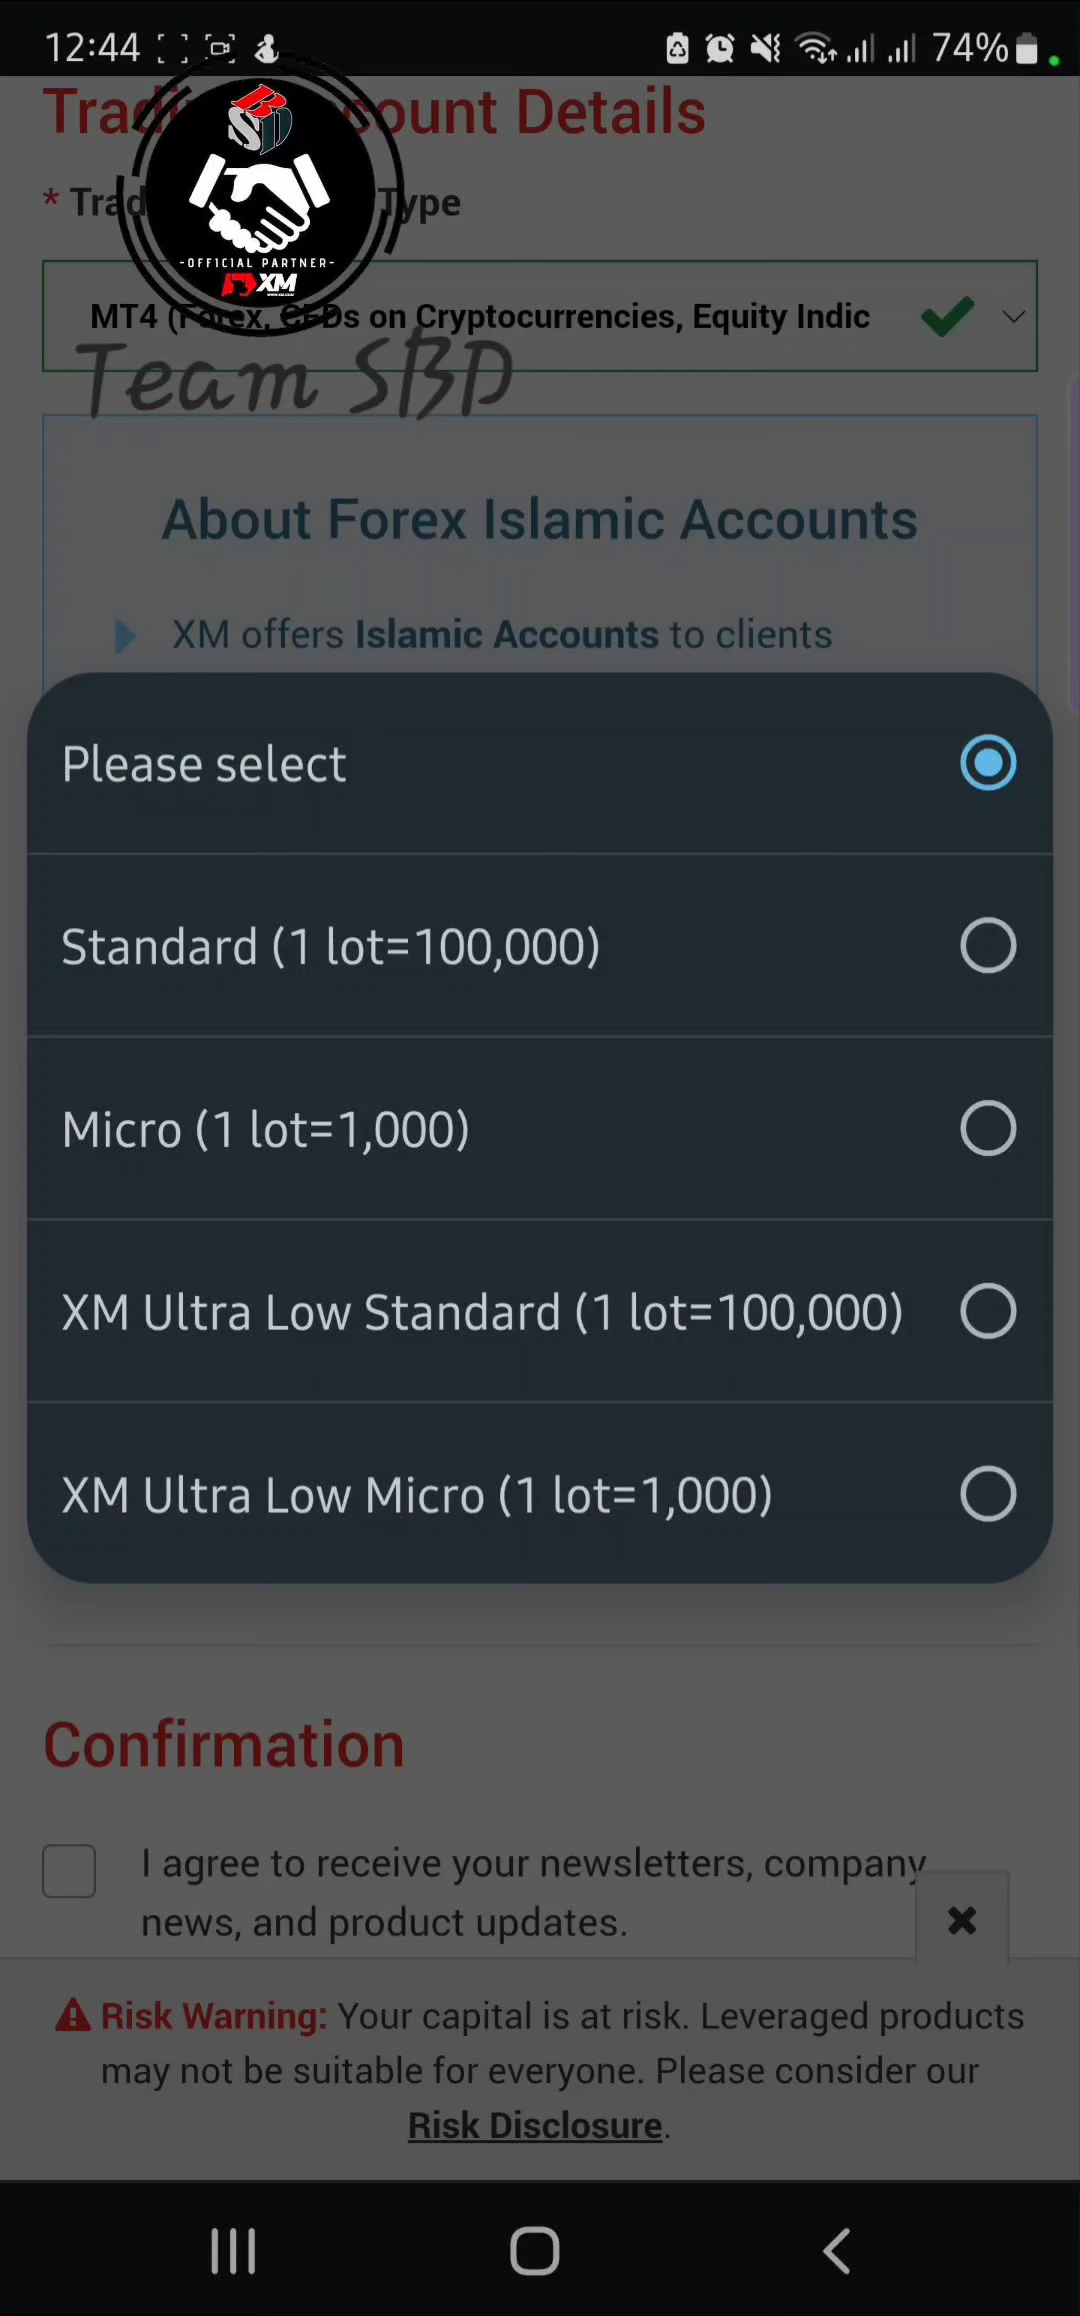 12:44
74%
Account Details
* Type
SBD
-OFFICIAL PARTNER-
XM
MT4 (Forex, CFDs on Cryptocurrencies, Equity Indic
Team SBD
About Forex Islamic Accounts
XM offers Islamic Accounts to clients
Please select
Standard (1 lot=100,000)
Micro (1 lot=1,000)
XM Ultra Low Standard (1 lot=100,000)
XM Ultra Low Micro (1 lot=1,000)
Confirmation
I agree to receive your newsletters, company
news, and product updates.
Risk Warning: Your capital is at risk. Leveraged products
may not be suitable for everyone. Please consider our
Risk Disclosure.